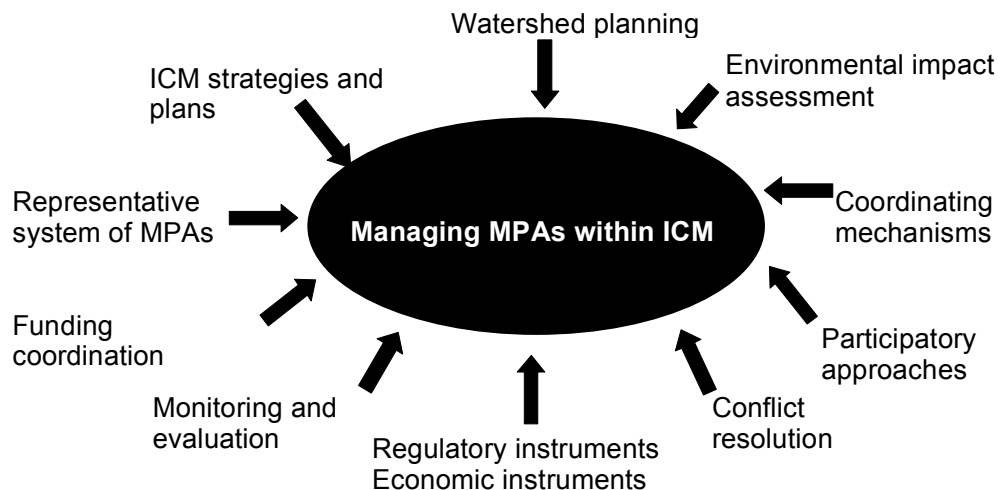 Watershed planning
ICM strategies and
plans
Environmental impact
assessment
Representative
system of MPAs
Managing MPAs within ICM
Coordinating
mechanisms
Funding
coordination
Participatory
approaches
Monitoring and
evaluation
Regulatory instruments
Economic instruments
Conflict
resolution